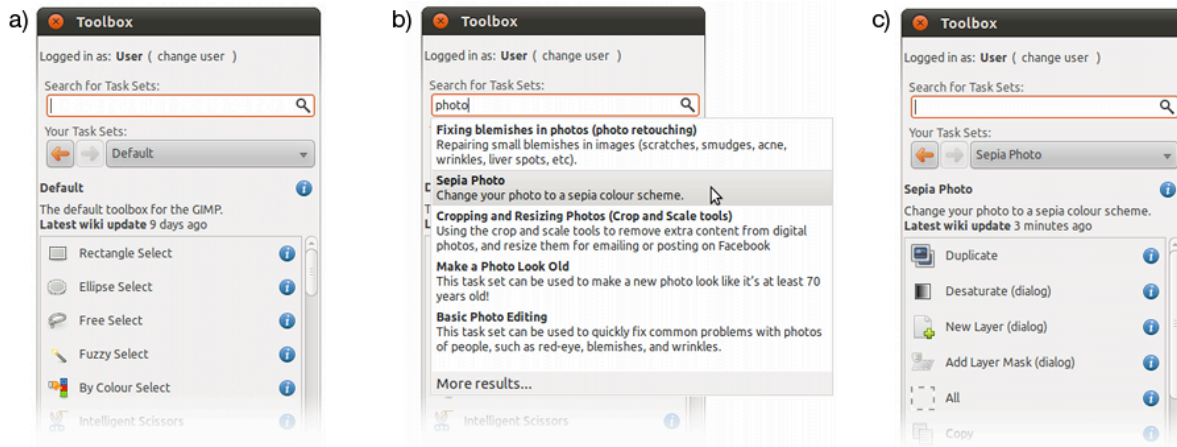 a)
Toolbox
Logged in as: User ( change user )
Search for Task Sets:
Your Task Sets:
Default
Default
The default toolbox for the GIMP.
Latest wiki update 9 days ago
Rectangle Select
Ellipse Select
Free Select
Fuzzy Select
By Colour Select
Intelligent Scissors
b)
Toolbox
Logged in as: User ( change user )
Search for Task Sets:
photo
Fixing blemishes in photos (photo retouching)
Repairing small blemishes in images (scratches, smudges, acne,
wrinkles, liver spots, etc).
Sepia Photo
Change your photo to a sepia colour scheme.
Cropping and Resizing Photos (Crop and Scale tools)
Using the crop and scale tools to remove extra content from digital
photos, and resize them for emailing or posting on Facebook
Make a Photo Look Old
This task set can be used to make a new photo look like it's at least 70
years old!
Basic Photo Editing
This task set can be used to quickly fix common problems with photos
of people, such as red-eye, blemishes, and wrinkles.
More results...
Intelligent Scissors
c)
Toolbox
Logged in as: User ( change user )
Search for Task Sets:
Your Task Sets:
Sepia Photo
Sepia Photo
Change your photo to a sepia colour scheme.
Latest wiki update 3 minutes ago
Duplicate
Desaturate (dialog)
New Layer (dialog)
Add Layer Mask (dialog)
All
Copy